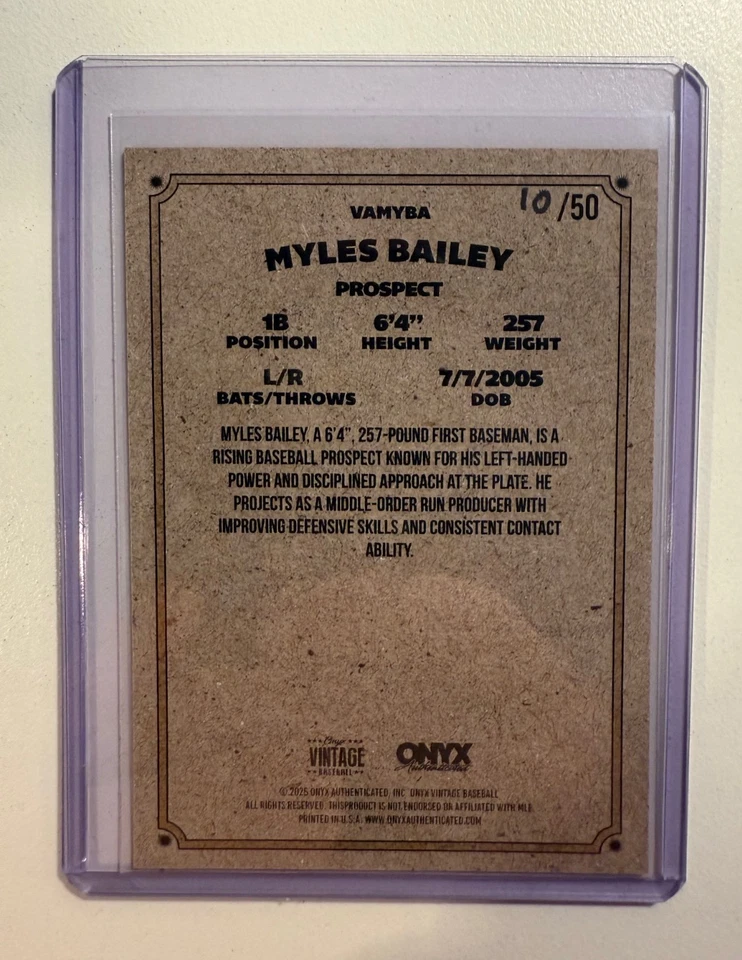 10/50
VAMYBA
MYLES BAILEY
PROSPECT
1B 6'4" 257
POSITION HEIGHT WEIGHT
L/R 7/7/2005
BATS/THROWS DOB
MYLES BAILEY, A 6'4", 257-POUND FIRST BASEMAN, IS A
RISING BASEBALL PROSPECT KNOWN FOR HIS LEFT-HANDED
POWER AND DISCIPLINED APPROACH AT THE PLATE. HE
PROJECTS AS A MIDDLE-ORDER RUN PRODUCER WITH
IMPROVING DEFENSIVE SKILLS AND CONSISTENT CONTACT
ABILITY.
Onyx
VINTAGE
BASEBALL
ONYX
Authenticated
© 2025 ONYX AUTHENTICATED, INC. ONYX VINTAGE BASEBALL
ALL RIGHTS RESERVED. THISPRODUCT IS NOT ENDORSED OR AFFILIATED WITH MLB.
PRINTED IN U.S.A. WWW.ONYXAUTHENTICATED.COM